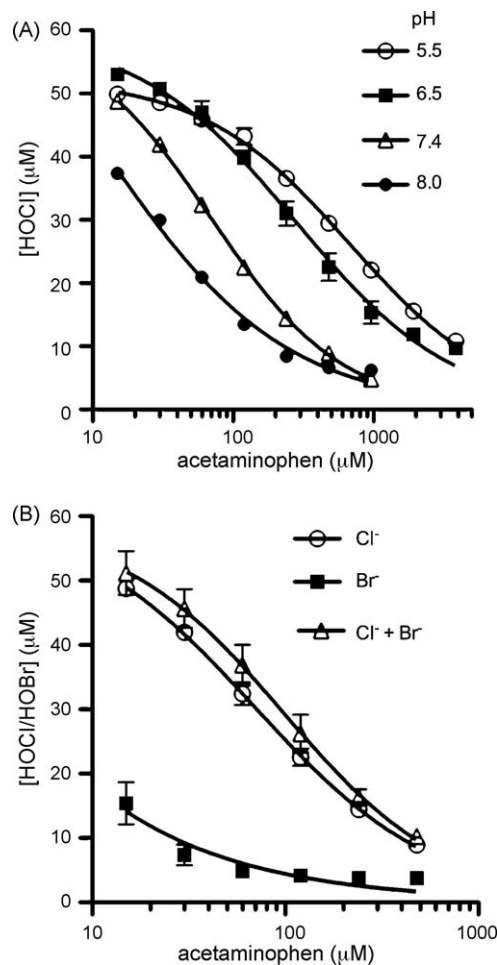 (A)
[HOCl] (μM)
60
50
40
30
20
10
0
10
100
1000
acetaminophen (μM)
pH
5.5
6.5
7.4
8.0
(B)
[HOCl/HOBr] (μM)
60
50
40
30
20
10
0
10
100
1000
acetaminophen (μM)
Cl⁻
Br⁻
Cl⁻ + Br⁻